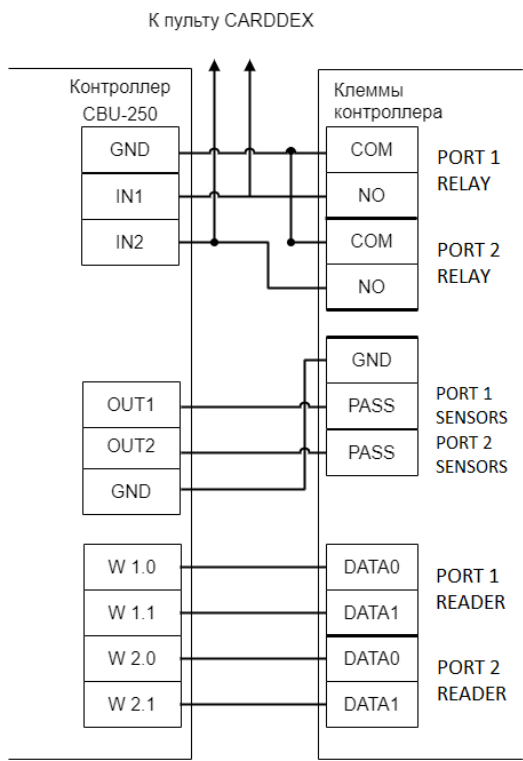 К пульту CARDDEX
Контроллер
CBU-250
GND
IN1
IN2
OUT1
OUT2
GND
W 1.0
W 1.1
W 2.0
W 2.1
Клеммы
контроллера
COM
NO
COM
NO
GND
PASS
PASS
DATA0
DATA1
DATA0
DATA1
PORT 1
RELAY
PORT 2
RELAY
PORT 1
SENSORS
PORT 2
SENSORS
PORT 1
READER
PORT 2
READER